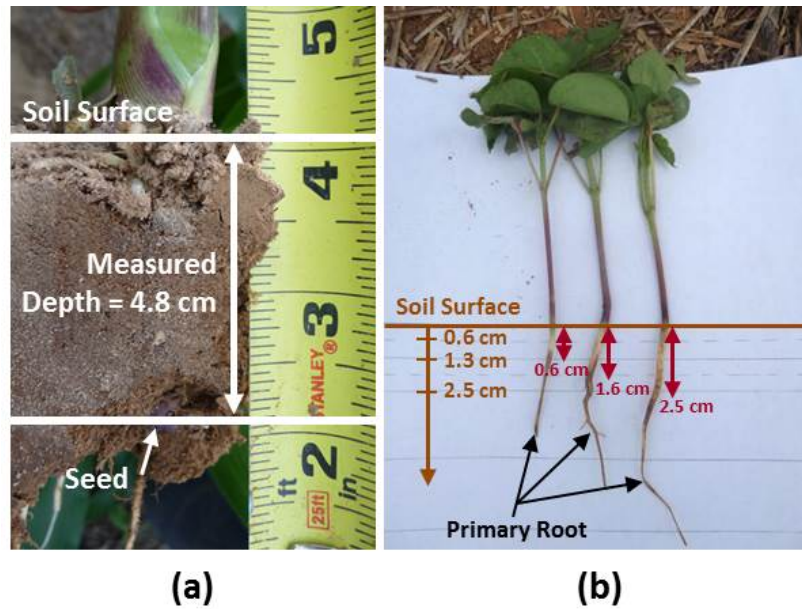 5
Soil Surface
4
Measured
Depth = 4.8 cm
3
STANLEY®
Seed
2
ft
in
25ft
(a)
Soil Surface
0.6 cm
1.3 cm
2.5 cm
0.6 cm
1.6 cm
2.5 cm
Primary Root
(b)